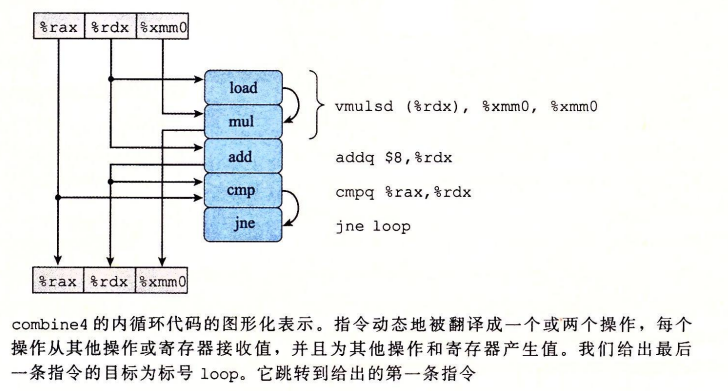 %rax %rdx %xmm0
load
mul
vmulsd (%rdx), %xmm0, %xmm0
add
addq $8,%rdx
cmp
cmpq %rax,%rdx
jne
jne loop
%rax %rdx %xmm0
combine4 的内循环代码的图形化表示。指令动态地被翻译成一个或两个操作，每个
操作从其他操作或寄存器接收值，并且为其他操作和寄存器产生值。我们给出最后
一条指令的目标为标号 loop。它跳转到给出的第一条指令